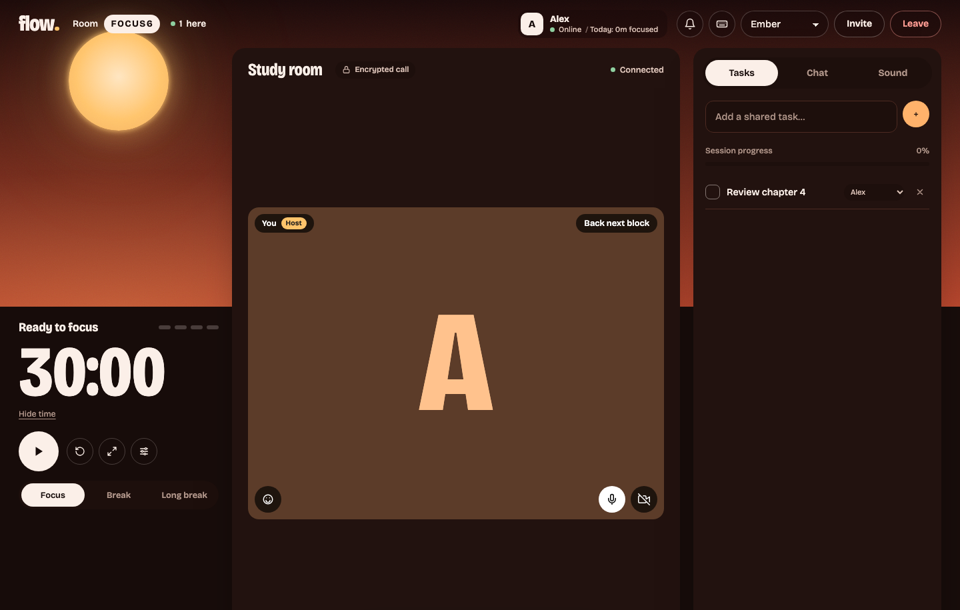 flow.
Room FOCUS6
1 here
A
Alex
Online / Today: 0m focused
Ember
Invite
Leave
Study room
Encrypted call
Connected
You Host
Back next block
A
Ready to focus
30:00
Hide time
Focus Break Long break
Tasks Chat Sound
Add a shared task...
+
Session progress 0%
Review chapter 4 Alex